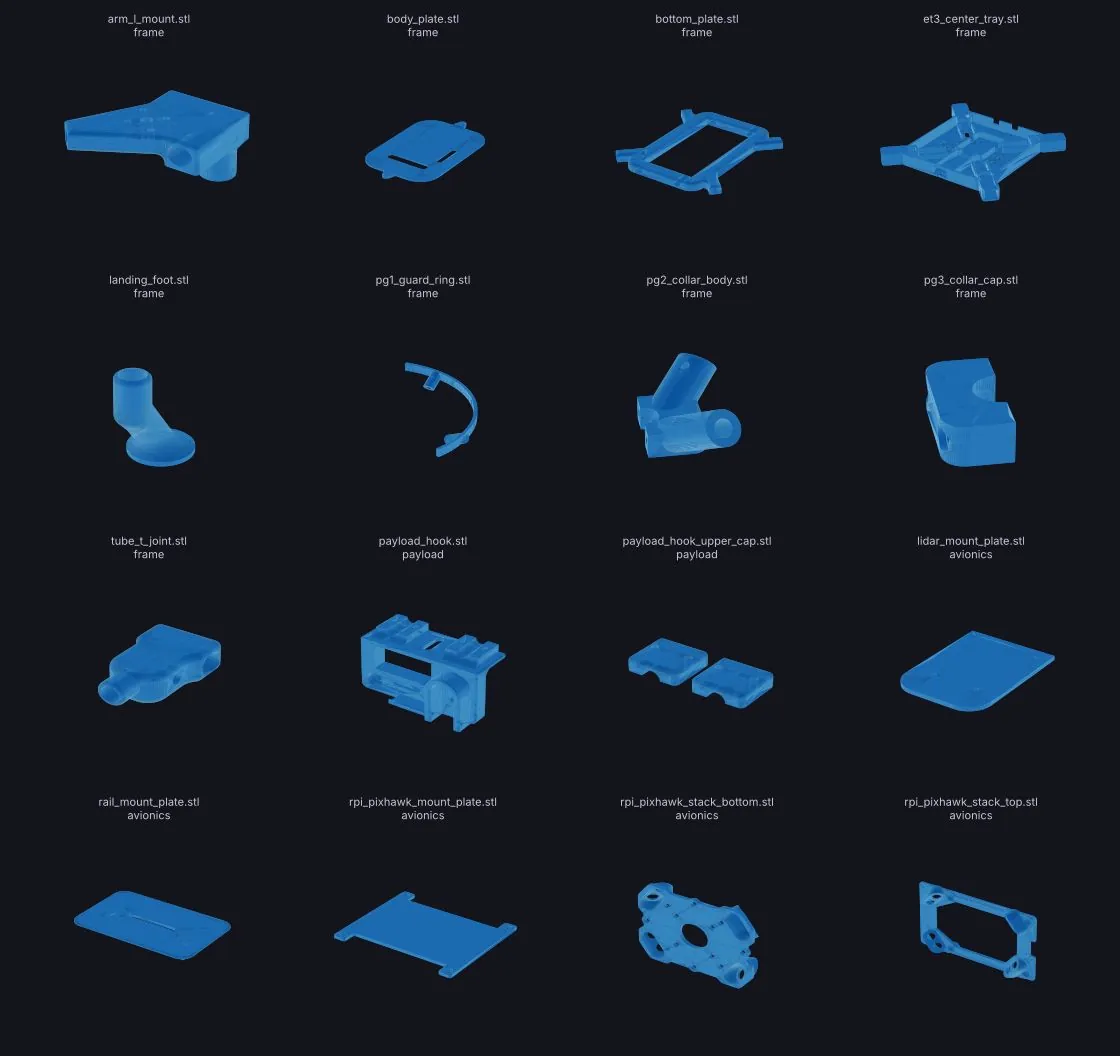 arm_l_mount.stl
frame
body_plate.stl
frame
bottom_plate.stl
frame
et3_center_tray.stl
frame
landing_foot.stl
frame
pg1_guard_ring.stl
frame
pg2_collar_body.stl
frame
pg3_collar_cap.stl
frame
tube_t_joint.stl
frame
payload_hook.stl
payload
payload_hook_upper_cap.stl
payload
lidar_mount_plate.stl
avionics
rail_mount_plate.stl
avionics
rpi_pixhawk_mount_plate.stl
avionics
rpi_pixhawk_stack_bottom.stl
avionics
rpi_pixhawk_stack_top.stl
avionics